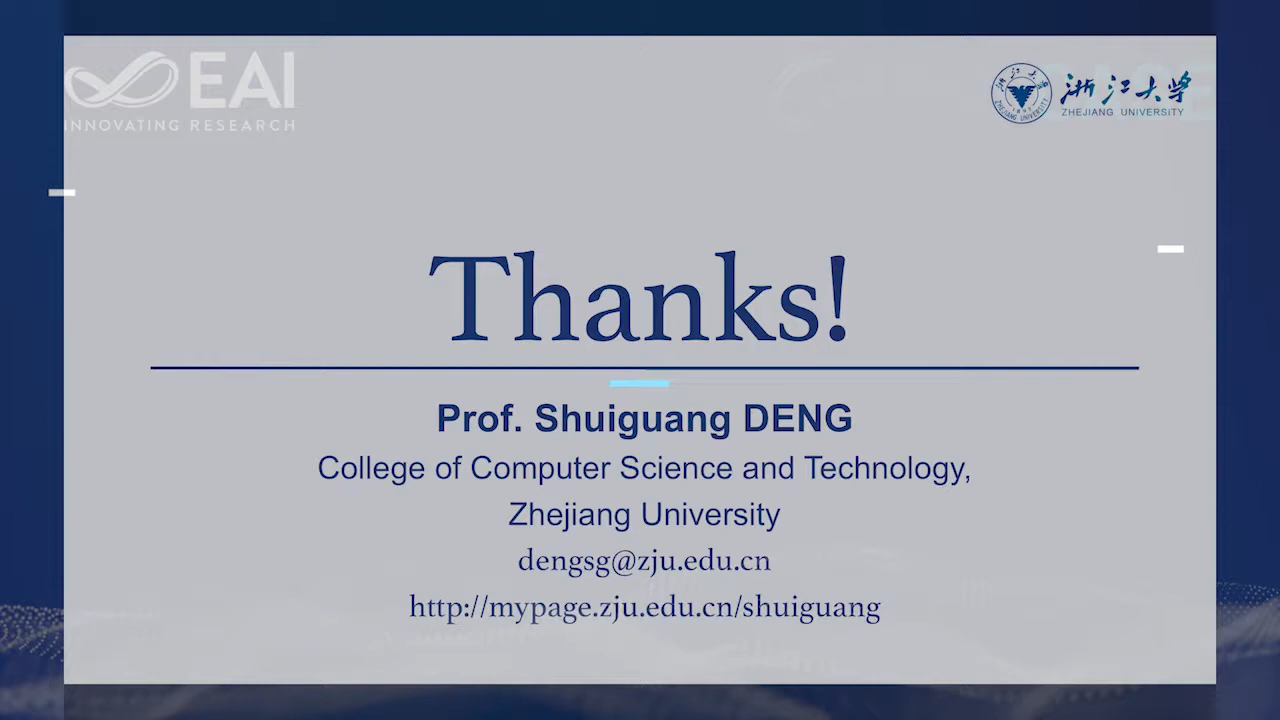 EAI
INNOVATING RESEARCH
浙江大学
ZHEJIANG UNIVERSITY
Thanks!
Prof. Shuiguang DENG
College of Computer Science and Technology,
Zhejiang University
dengsg@zju.edu.cn
http://mypage.zju.edu.cn/shuiguang